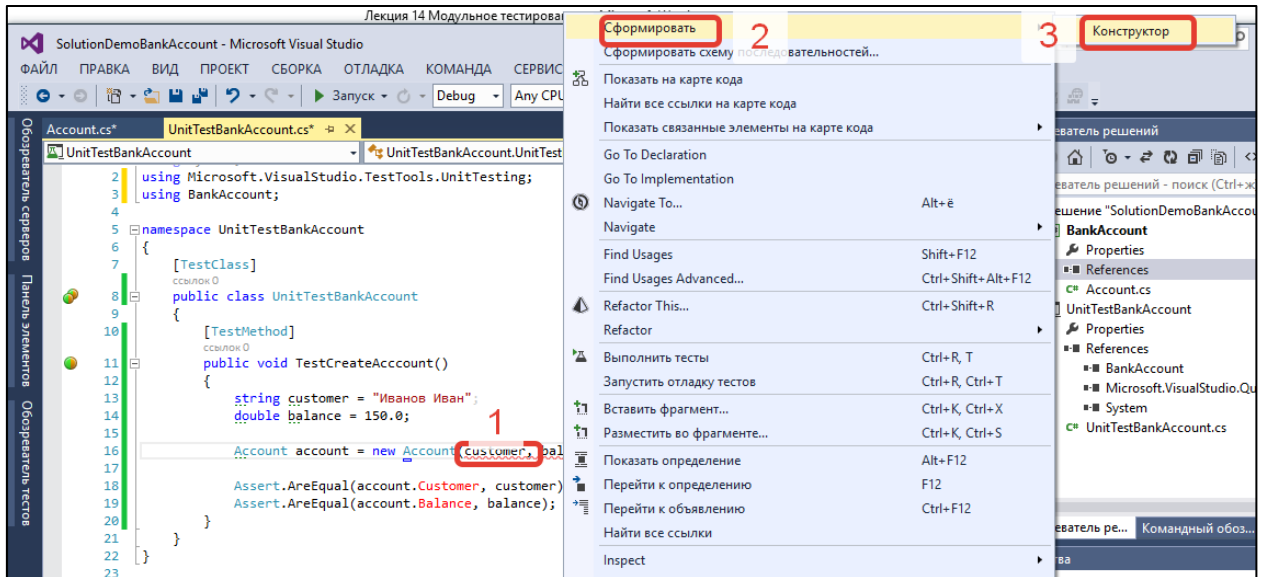 Лекция 14 Модульное тестирован
SolutionDemoBankAccount - Microsoft Visual Studio
ФАЙЛ ПРАВКА ВИД ПРОЕКТ СБОРКА ОТЛАДКА КОМАНДА СЕРВИС
Запуск Debug Any CPU
Обозреватель серверов
Панель элементов
Обозреватель тестов
Account.cs* UnitTestBankAccount.cs*
UnitTestBankAccount UnitTestBankAccount.UnitTest
2 using Microsoft.VisualStudio.TestTools.UnitTesting;
3 using BankAccount;
4
5 namespace UnitTestBankAccount
6 {
7 [TestClass]
ссылок 0
8 public class UnitTestBankAccount
9 {
10 [TestMethod]
ссылок 0
11 public void TestCreateAcccount()
12 {
13 string customer = "Иванов Иван";
14 double balance = 150.0;
15
1
16 Account account = new Account(customer, bal
17
18 Assert.AreEqual(account.Customer, customer)
19 Assert.AreEqual(account.Balance, balance);
20 }
21 }
22 }
23
Сформировать
2
Сформировать схему последовательностей...
Показать на карте кода
Найти все ссылки на карте кода
Показать связанные элементы на карте кода
Go To Declaration
Go To Implementation
Navigate To... Alt+ё
Navigate
Find Usages Shift+F12
Find Usages Advanced... Ctrl+Shift+Alt+F12
Refactor This... Ctrl+Shift+R
Refactor
Выполнить тесты Ctrl+R, T
Запустить отладку тестов Ctrl+R, Ctrl+T
Вставить фрагмент... Ctrl+K, Ctrl+X
Разместить во фрагменте... Ctrl+K, Ctrl+S
Показать определение Alt+F12
Перейти к определению F12
Перейти к объявлению Ctrl+F12
Найти все ссылки
Inspect
3
Конструктор
еватель решений
еватель решений - поиск (Ctrl+ж
ешение "SolutionDemoBankAccou
BankAccount
Properties
References
C# Account.cs
UnitTestBankAccount
Properties
References
BankAccount
Microsoft.VisualStudio.Qu
System
C# UnitTestBankAccount.cs
еватель ре... Командный обоз...
ва